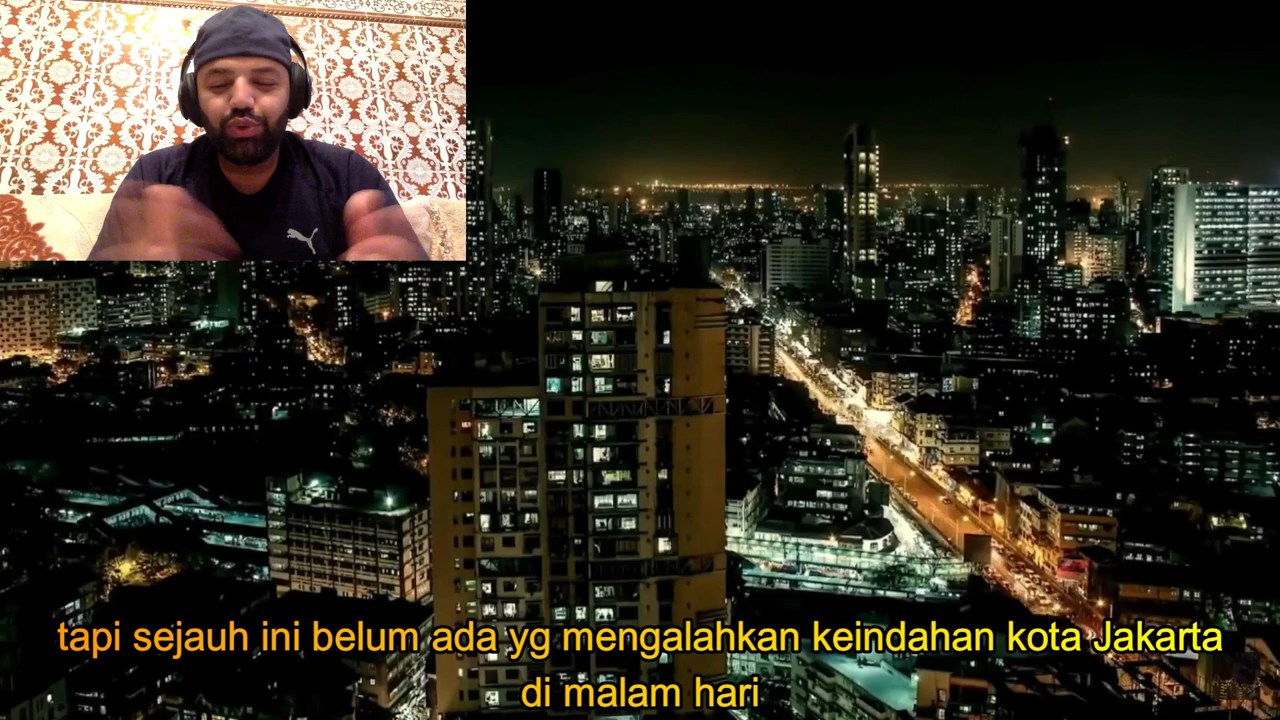 tapi sejauh ini belum ada yg mengalahkan keindahan kota Jakarta
di malam hari